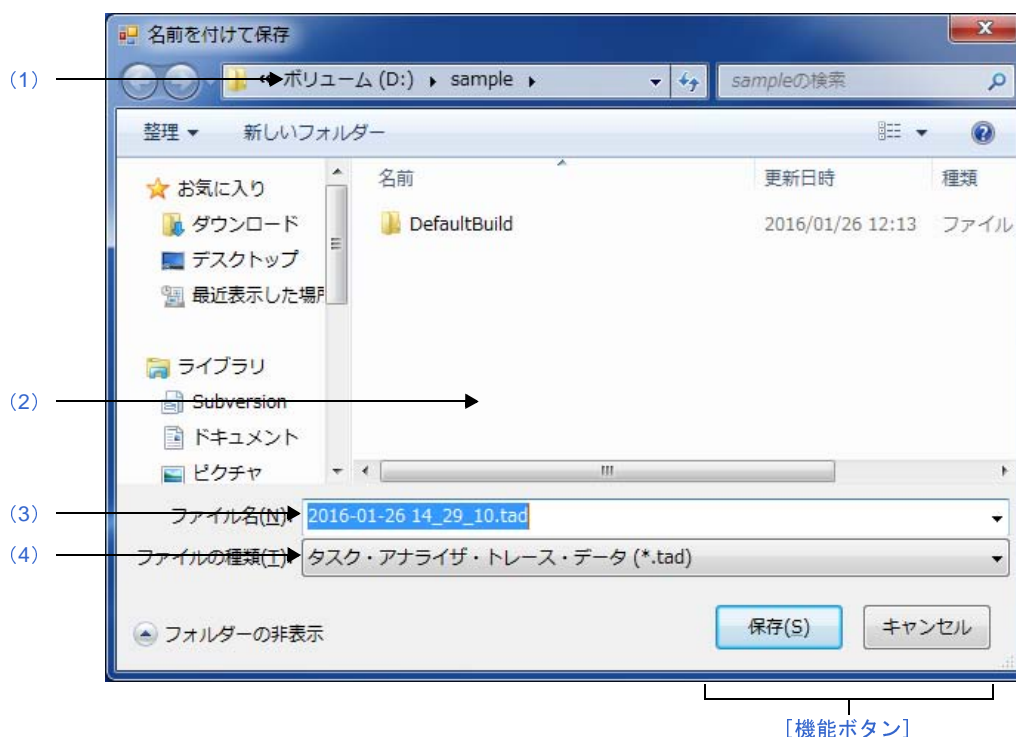 名前を付けて保存
(1)
ボリューム (D:) sample
sampleの検索
整理 新しいフォルダー
名前 更新日時 種類
お気に入り
ダウンロード
デスクトップ
最近表示した場所
DefaultBuild 2016/01/26 12:13 ファイル
ライブラリ
(2)
Subversion
ドキュメント
ピクチャ
(3)
ファイル名(N): 2016-01-26 14_29_10.tad
(4)
ファイルの種類(T): タスク・アナライザ・トレース・データ (*.tad)
フォルダーの非表示
保存(S) キャンセル
[機能ボタン]